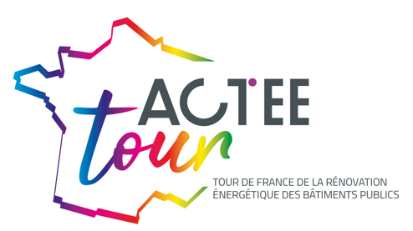 ACTEE
tour
TOUR DE FRANCE DE LA RÉNOVATION
ÉNERGÉTIQUE DES BÂTIMENTS PUBLICS